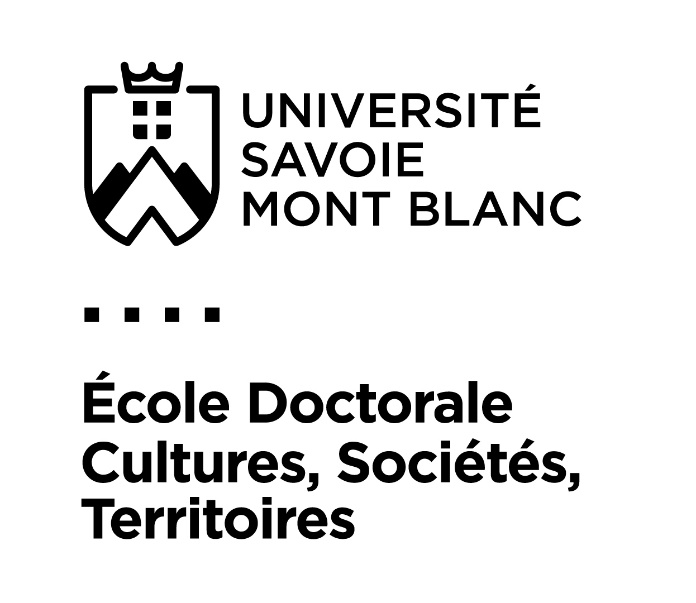 UNIVERSITÉ
SAVOIE
MONT BLANC
École Doctorale
Cultures, Sociétés,
Territoires